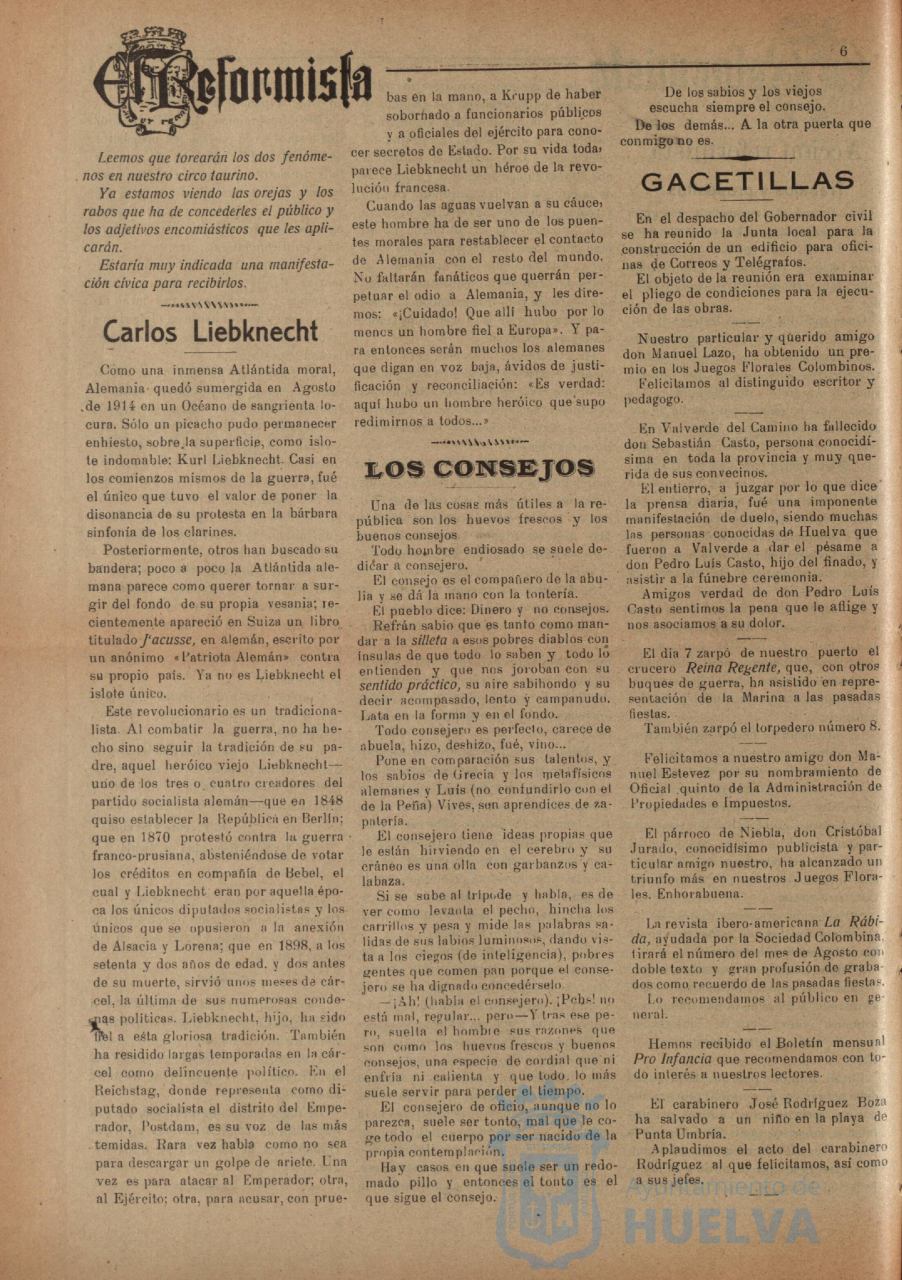 El Reformista
6
Leemos que torearán los dos fenóme-
nos en nuestro circo taurino.
Ya estamos viendo las orejas y los
rabos que ha de concederles el público y
los adjetivos encomiásticos que les apli-
carán.
Estaría muy indicada una manifesta-
ción cívica para recibirlos.
Carlos Liebknecht
Como una inmensa Atlántida moral,
Alemania quedó sumergida en Agosto
de 1914 en un Océano de sangrienta lo-
cura. Sólo un picacho pudo permanecer
enhiesto, sobre la superficie, como islo-
te indomable: Kurl Liebknecht. Casi en
los comienzos mismos de la guerra, fué
el único que tuvo el valor de poner la
disonancia de su protesta en la bárbara
sinfonía de los clarines.
Posteriormente, otros han buscado su
bandera; poco a poco la Atlántida ale-
mana parece como querer tornar a sur-
gir del fondo de su propia vesania; re-
cientemente apareció en Suiza un libro
titulado J'acusse, en alemán, escrito por
un anónimo «Patriota Alemán» contra
su propio país. Ya no es Liebknecht el
islote único.
Este revolucionario es un tradiciona-
lista. Al combatir la guerra, no ha he-
cho sino seguir la tradición de su pa-
dre, aquel heróico viejo Liebknecht—
uno de los tres o cuatro creadores del
partido socialista alemán—que en 1848
quiso establecer la República en Berlín;
que en 1870 protestó contra la guerra
franco-prusiana, absteniéndose de votar
los créditos en compañía de Bebel, el
cual y Liebknecht eran por aquella épo-
ca los únicos diputados socialistas y los
únicos que se opusieron a la anexión
de Alsacia y Lorena; que en 1898, a los
setenta y dos años de edad, y dos antes
de su muerte, sirvió unos meses de cár-
cel, la última de sus numerosas conde-
nas políticas. Liebknecht, hijo, ha sido
fiel a esta gloriosa tradición. También
ha residido largas temporadas en la cár-
cel como delincuente político. En el
Reichstag, donde representa como di-
putado socialista el distrito del Empe-
rador, Postdam, es su voz de las más
temidas. Rara vez habla como no sea
para descargar un golpe de ariete. Una
vez es para atacar al Emperador; otra,
al Ejército; otra, para acusar, con prue-
bas en la mano, a Krupp de haber
sobornado a funcionarios públicos
y a oficiales del ejército para cono-
cer secretos de Estado. Por su vida toda,
parece Liebknecht un héroe de la revo-
lución francesa.
Cuando las aguas vuelvan a su cáuce,
este hombre ha de ser uno de los puen-
tes morales para restablecer el contacto
de Alemania con el resto del mundo.
No faltarán fanáticos que querrán per-
petuar el odio a Alemania, y les dire-
mos: «¡Cuidado! Que allí hubo por lo
menos un hombre fiel a Europa». Y pa-
ra entonces serán muchos los alemanes
que digan en voz baja, ávidos de justi-
ficación y reconciliación: «Es verdad:
aquí hubo un hombre heróico que supo
redimirnos a todos...»
LOS CONSEJOS
Una de las cosas más útiles a la re-
pública son los huevos frescos y los
buenos consejos.
Todo hombre endiosado se suele de-
dicar a consejero.
El consejo es el compañero de la abu-
lia y se dá la mano con la tontería.
El pueblo dice: Dinero y no consejos.
Refrán sabio que es tanto como man-
dar a la silleta a esos pobres diablos con
ínsulas de que todo lo saben y todo lo
entienden y que nos joroban con su
sentido práctico, su aire sabihondo y su
decir acompasado, lento y campanudo.
Lata en la forma y en el fondo.
Todo consejero es perfecto, carece de
abuela, hizo, deshizo, fué, vino...
Pone en comparación sus talentos, y
los sabios de Grecia y los metafísicos
alemanes y Luís (no confundirlo con el
de la Peña) Vives, son aprendices de za-
patería.
El consejero tiene ideas propias que
le están hirviendo en el cerebro y su
cráneo es una olla con garbanzos y ca-
labaza.
Si se sube al trípode y habla, es de
ver como levanta el pecho, hincha los
carrillos y pesa y mide las palabras sa-
lidas de sus labios luminosos, dando vis-
ta a los ciegos (de inteligencia), pobres
gentes que comen pan porque el conse-
jero se ha dignado concedérselo.
—¡Ah! (habla el consejero). ¡Pchs! no
está mal, regular... pero—Y tras ese pe-
ro, suelta el hombre sus razones que
son como los huevos frescos y buenos
consejos, una especie de cordial que ni
enfría ni calienta y que todo lo más
suele servir para perder el tiempo.
El consejero de oficio, aunque no lo
parezca, suele ser tonto, mal que le co-
ge todo el cuerpo por ser nacido de la
propia contemplación.
Hay casos en que suele ser un redo-
mado pillo y entonces el tonto es el
que sigue el consejo.
De los sabios y los viejos
escucha siempre el consejo.
De los demás... A la otra puerta que
conmigo no es.
GACETILLAS
En el despacho del Gobernador civil
se ha reunido la Junta local para la
construcción de un edificio para ofici-
nas de Correos y Telégrafos.
El objeto de la reunión era examinar
el pliego de condiciones para la ejecu-
ción de las obras.
Nuestro particular y querido amigo
don Manuel Lazo, ha obtenido un pre-
mio en los Juegos Florales Colombinos.
Felicitamos al distinguido escritor y
pedagogo.
En Valverde del Camino ha fallecido
don Sebastián Casto, persona conocidí-
sima en toda la provincia y muy que-
rida de sus convecinos.
El entierro, a juzgar por lo que dice
la prensa diaria, fué una imponente
manifestación de duelo, siendo muchas
las personas conocidas de Huelva que
fueron a Valverde a dar el pésame a
don Pedro Luís Casto, hijo del finado, y
asistir a la fúnebre ceremonia.
Amigos verdad de don Pedro Luís
Casto sentimos la pena que le aflige y
nos asociamos a su dolor.
El día 7 zarpó de nuestro puerto el
crucero Reina Regente, que, con otros
buques de guerra, ha asistido en repre-
sentación de la Marina a las pasadas
fiestas.
También zarpó el torpedero número 8.
Felicitamos a nuestro amigo don Ma-
nuel Estevez por su nombramiento de
Oficial quinto de la Administración de
Propiedades e Impuestos.
El párroco de Niebla, don Cristóbal
Jurado, conocidísimo publicista y par-
ticular amigo nuestro, ha alcanzado un
triunfo más en nuestros Juegos Flora-
les. Enhorabuena.
La revista ibero-americana La Rábi-
da, ayudada por la Sociedad Colombina,
tirará el número del mes de Agosto con
doble texto y gran profusión de graba-
dos como recuerdo de las pasadas fiestas.
Lo recomendamos al público en ge-
neral.
Hemos recibido el Boletín mensual
Pro Infancia que recomendamos con to-
do interés a nuestros lectores.
El carabinero José Rodríguez Boza
ha salvado a un niño en la playa de
Punta Umbría.
Aplaudimos el acto del carabinero
Rodríguez al que felicitamos, así como
a sus jefes.
Ayuntamiento de
HUELVA